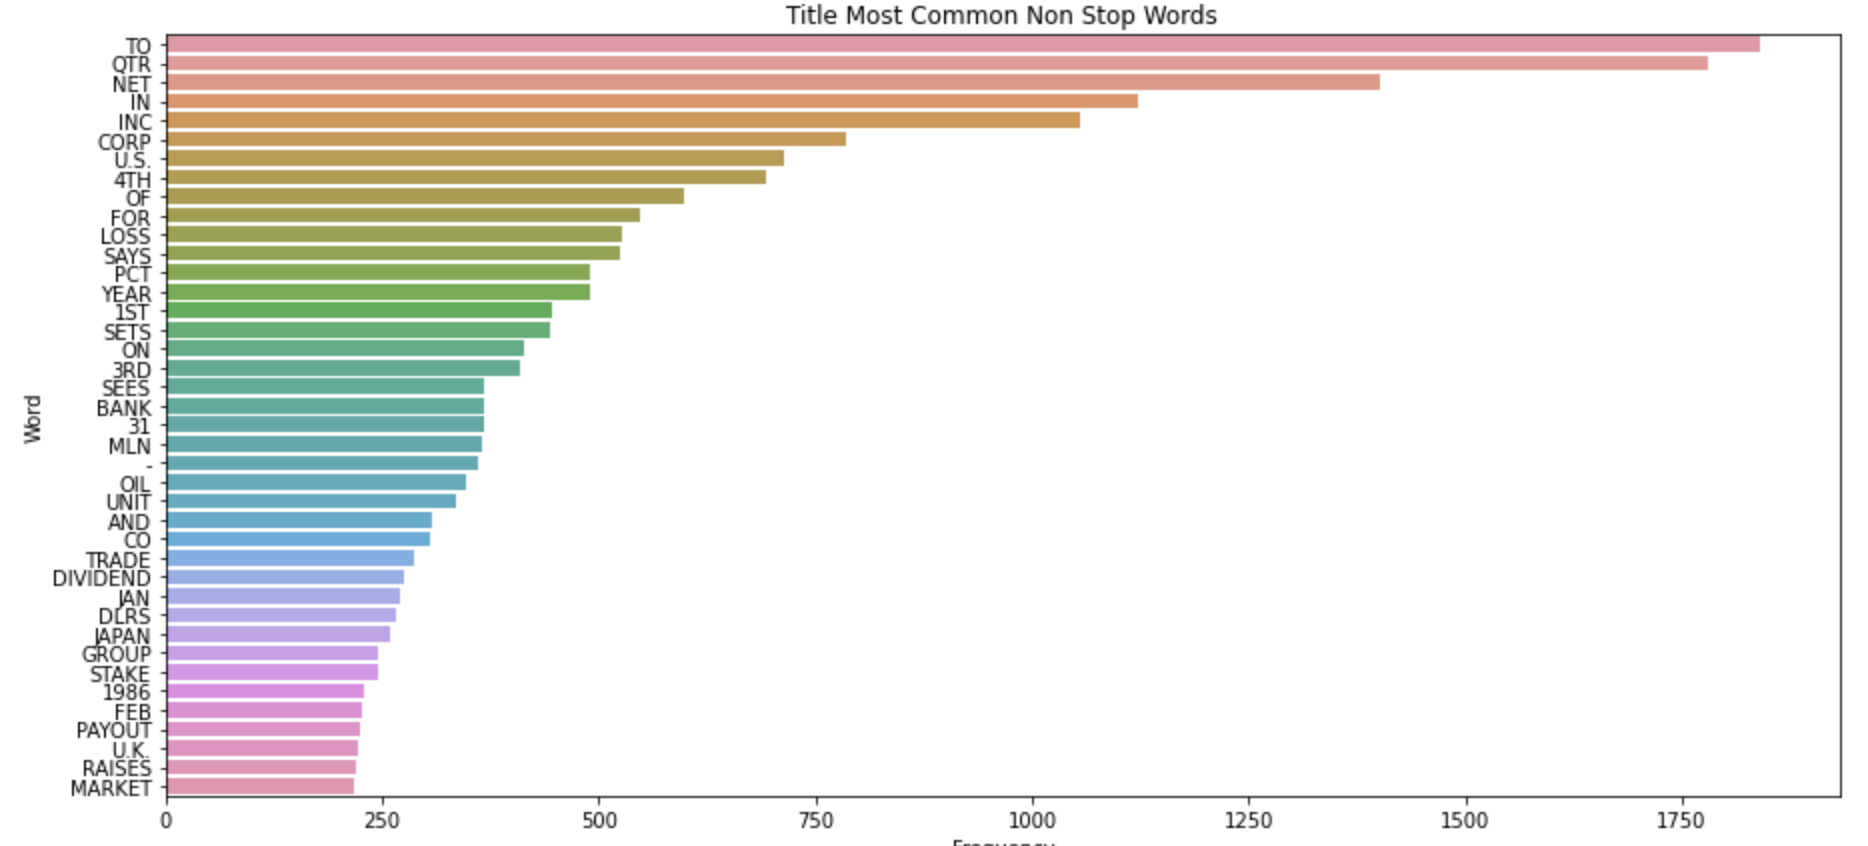 Title Most Common Non Stop Words
TO
QTR
NET
IN
INC
CORP
U.S.
4TH
OF
FOR
LOSS
SAYS
PCT
YEAR
1ST
SETS
ON
3RD
SEES
BANK
31
MLN
-
OIL
UNIT
AND
CO
TRADE
DIVIDEND
JAN
DLRS
JAPAN
GROUP
STAKE
1986
FEB
PAYOUT
U.K.
RAISES
MARKET
Word
0 250 500 750 1000 1250 1500 1750
Frequency